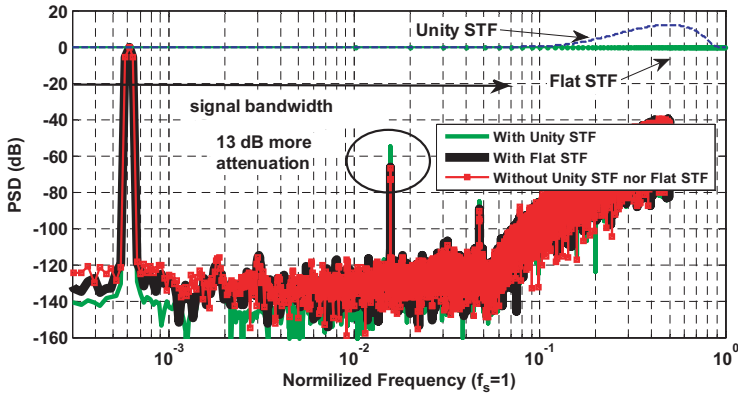 Unity STF
Flat STF
signal bandwidth
13 dB more
attenuation
With Unity STF
With Flat STF
Without Unity STF nor Flat STF
PSD (dB)
20
0
-20
-40
-60
-80
-100
-120
-140
-160
10-3
10-2
10-1
100
Normilized Frequency (fs=1)